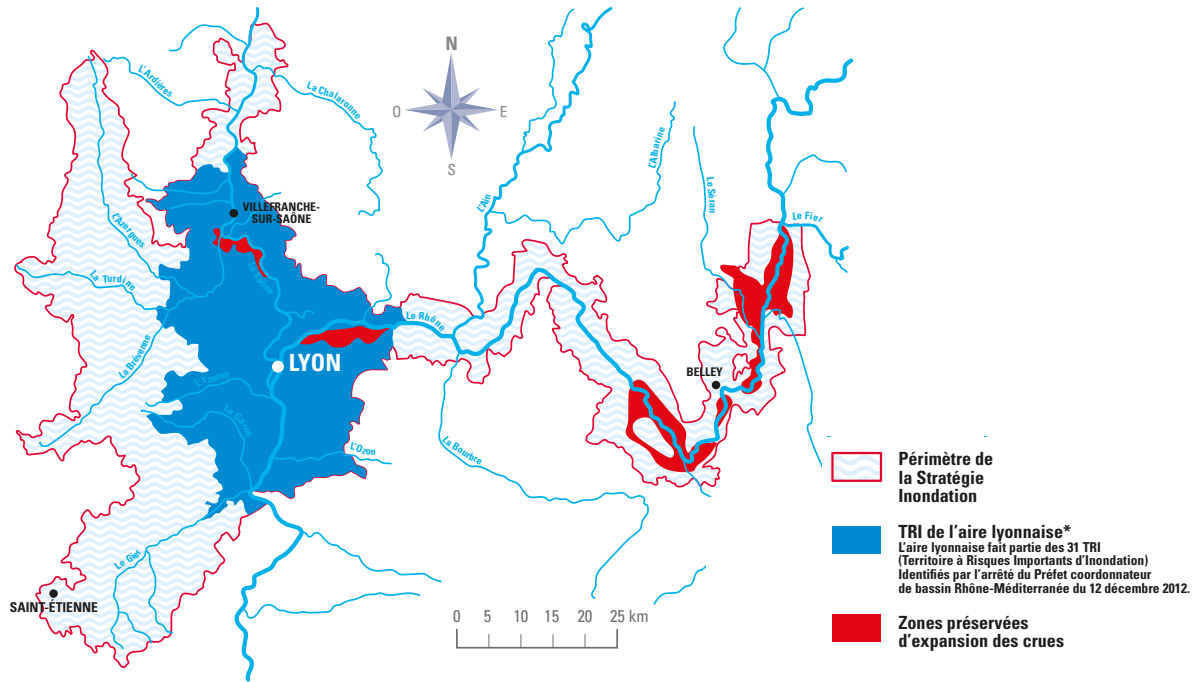 N
O
E
S
L'Ardières
La Chalaronne
L'Albarine
L'Ain
Le Séran
Le Fier
VILLEFRANCHE-
SUR-SAÔNE
L'Azergues
La Saône
La Turdine
Le Rhône
La Brévenne
LYON
BELLEY
L'Yzeron
Le Garon
L'Ozon
La Bourbre
Le Gier
SAINT-ÉTIENNE
0 5 10 15 20 25 km
Périmètre de
la Stratégie
Inondation
TRI de l'aire lyonnaise*
L'aire lyonnaise fait partie des 31 TRI
(Territoire à Risques Importants d'Inondation)
Identifiés par l'arrêté du Préfet coordonnateur
de bassin Rhône-Méditerranée du 12 décembre 2012.
Zones préservées
d'expansion des crues